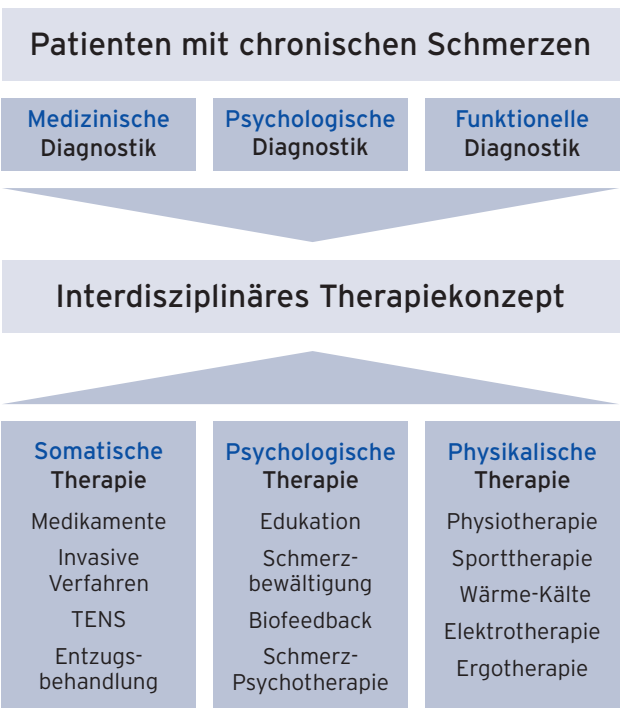 Patienten mit chronischen Schmerzen
Medizinische
Diagnostik
Psychologische
Diagnostik
Funktionelle
Diagnostik
Interdisziplinäres Therapiekonzept
Somatische
Therapie
Medikamente
Invasive
Verfahren
TENS
Entzugs-
behandlung
Psychologische
Therapie
Edukation
Schmerz-
bewältigung
Biofeedback
Schmerz-
Psychotherapie
Physikalische
Therapie
Physiotherapie
Sporttherapie
Wärme-Kälte
Elektrotherapie
Ergotherapie